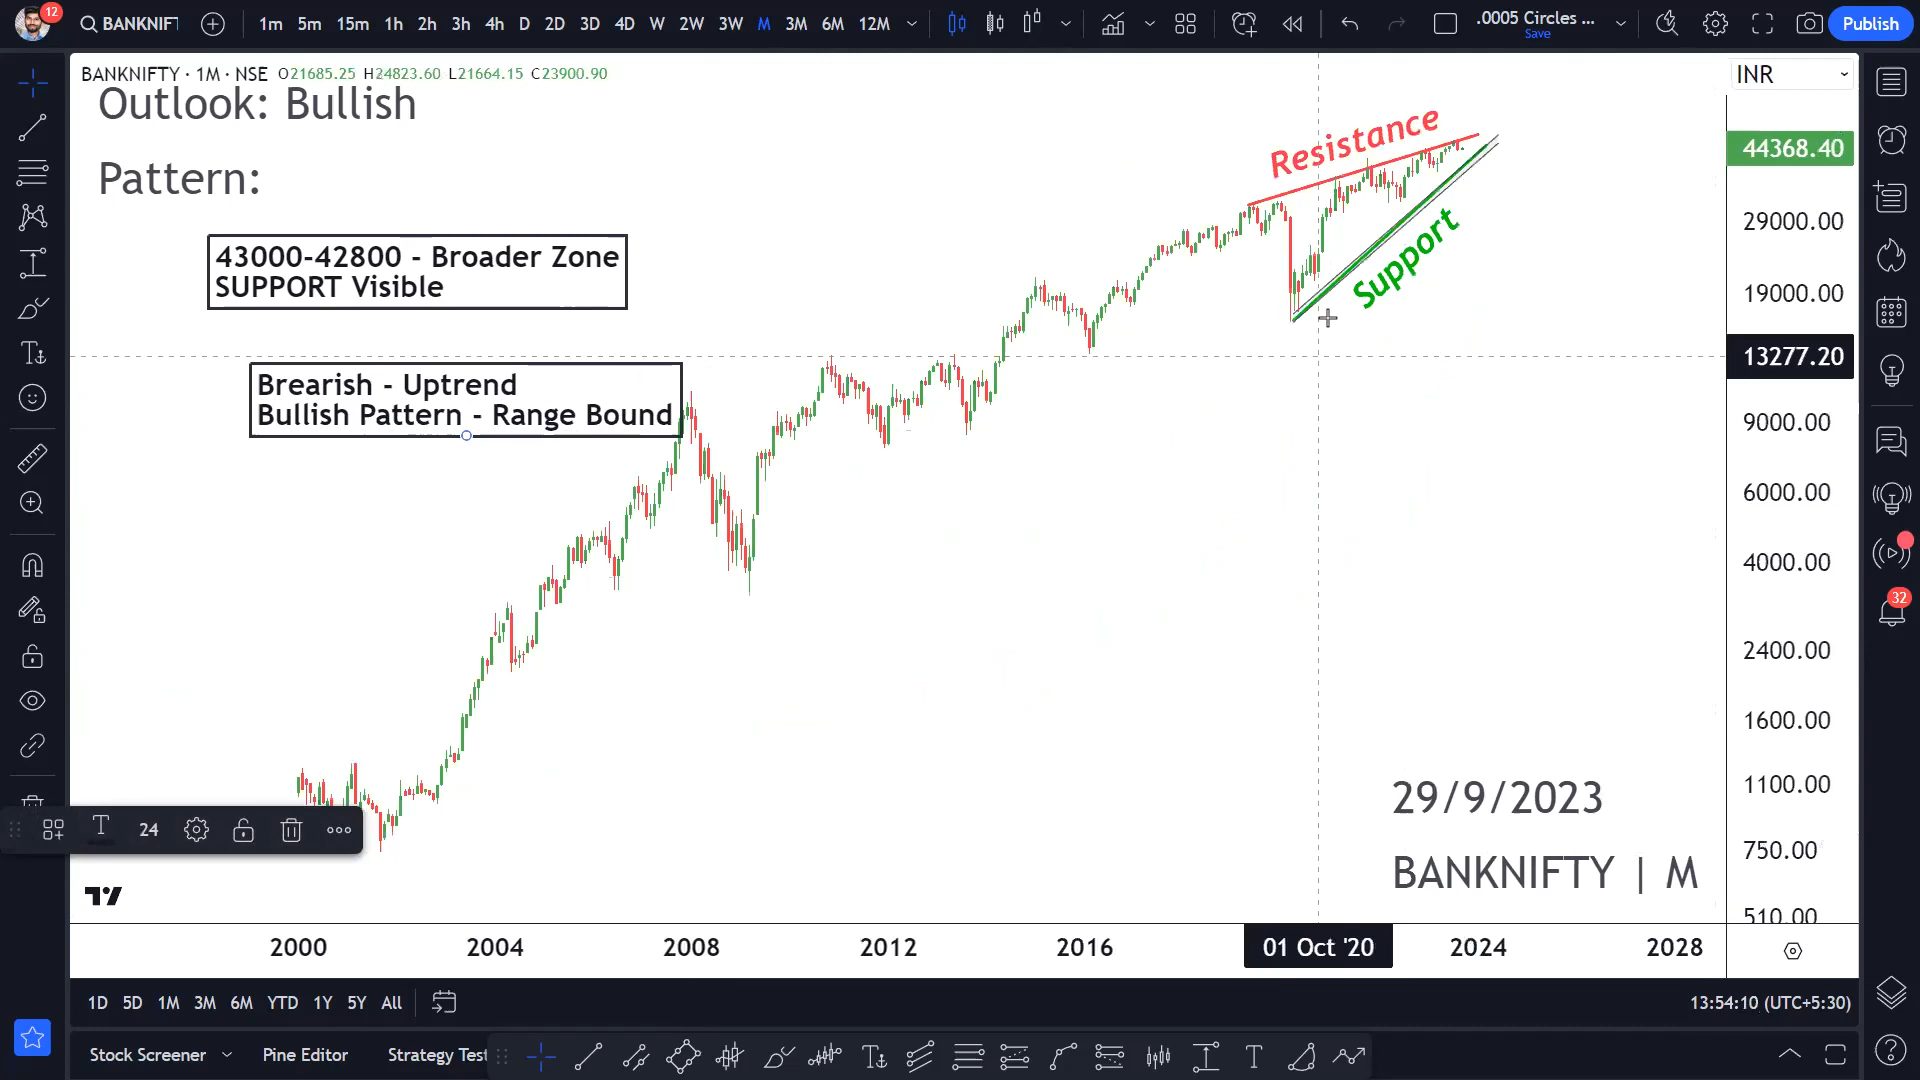 12
BANKNIFT
1m 5m 15m 1h 2h 3h 4h D 2D 3D 4D W 2W 3W M 3M 6M 12M
.0005 Circles ...
Save
Publish
BANKNIFTY · 1M · NSE O21685.25 H24823.60 L21664.15 C23900.90
INR
Outlook: Bullish
Pattern:
43000-42800 - Broader Zone
SUPPORT Visible
Brearish - Uptrend
Bullish Pattern - Range Bound
Resistance
Support
44368.40
29000.00
19000.00
13277.20
9000.00
6000.00
4000.00
2400.00
1600.00
1100.00
750.00
510.00
32
24
29/9/2023
BANKNIFTY | M
2000 2004 2008 2012 2016 01 Oct '20 2024 2028
1D 5D 1M 3M 6M YTD 1Y 5Y All
13:54:10 (UTC+5:30)
Stock Screener Pine Editor Strategy Test